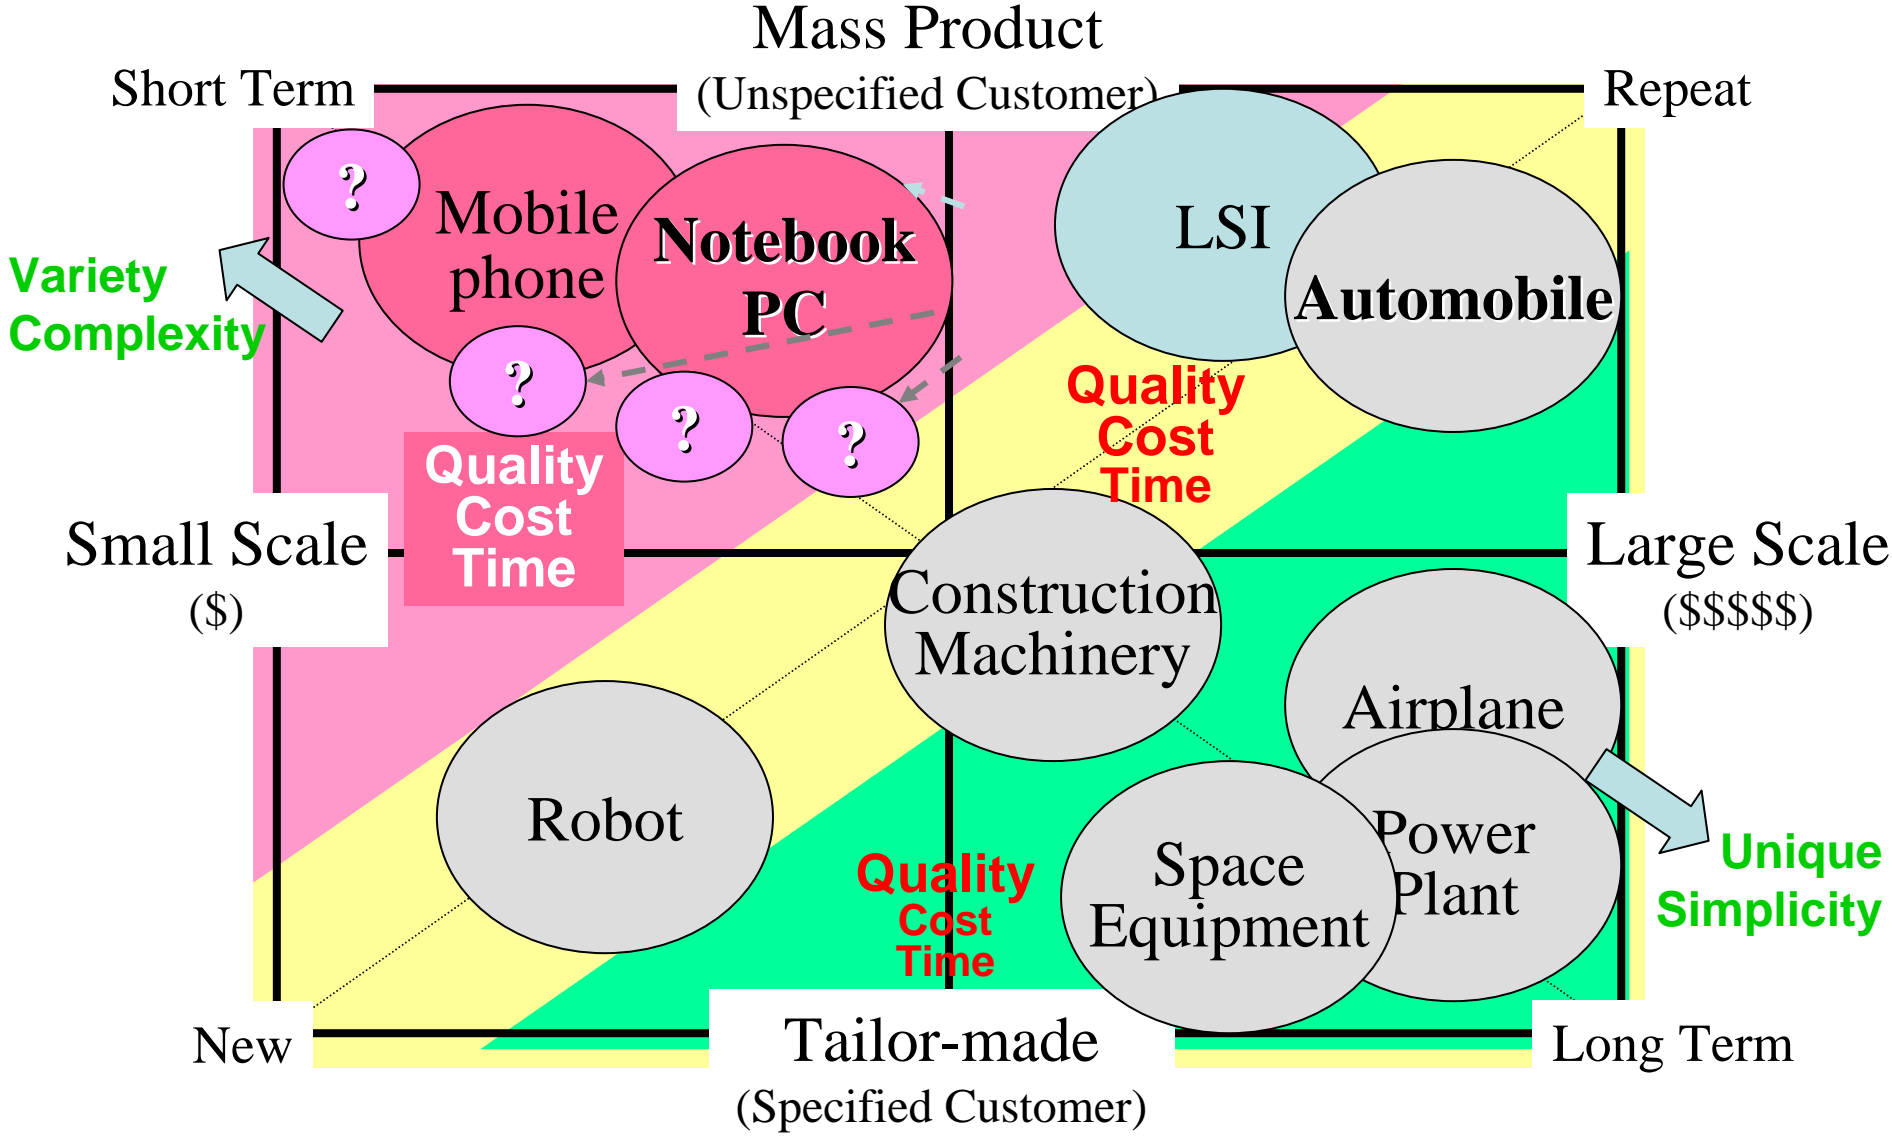 Mass Product
(Unspecified Customer)
Short Term
Repeat
?
Mobile
phone
Notebook
PC
LSI
Automobile
Variety
Complexity
?
?
?
Quality
Cost
Time
Quality
Cost
Time
Small Scale
($)
Large Scale
($$$$$)
Construction
Machinery
Airplane
Robot
Power
Plant
Space
Equipment
Quality
Cost
Time
Unique
Simplicity
New
Tailor-made
(Specified Customer)
Long Term